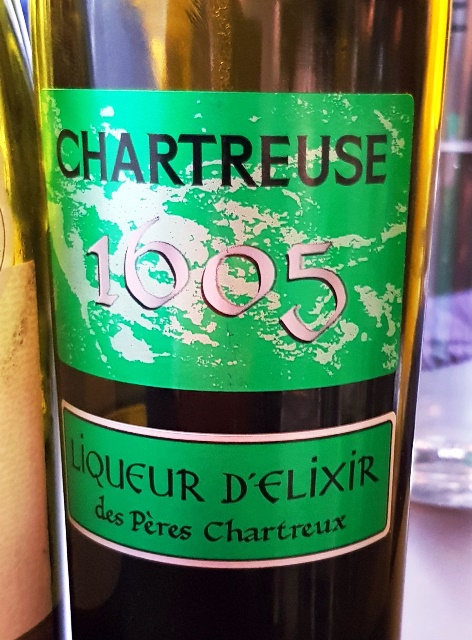 CHARTREUSE
1605
LiQUEUR D'ELiXiR
des Pères Chartreux